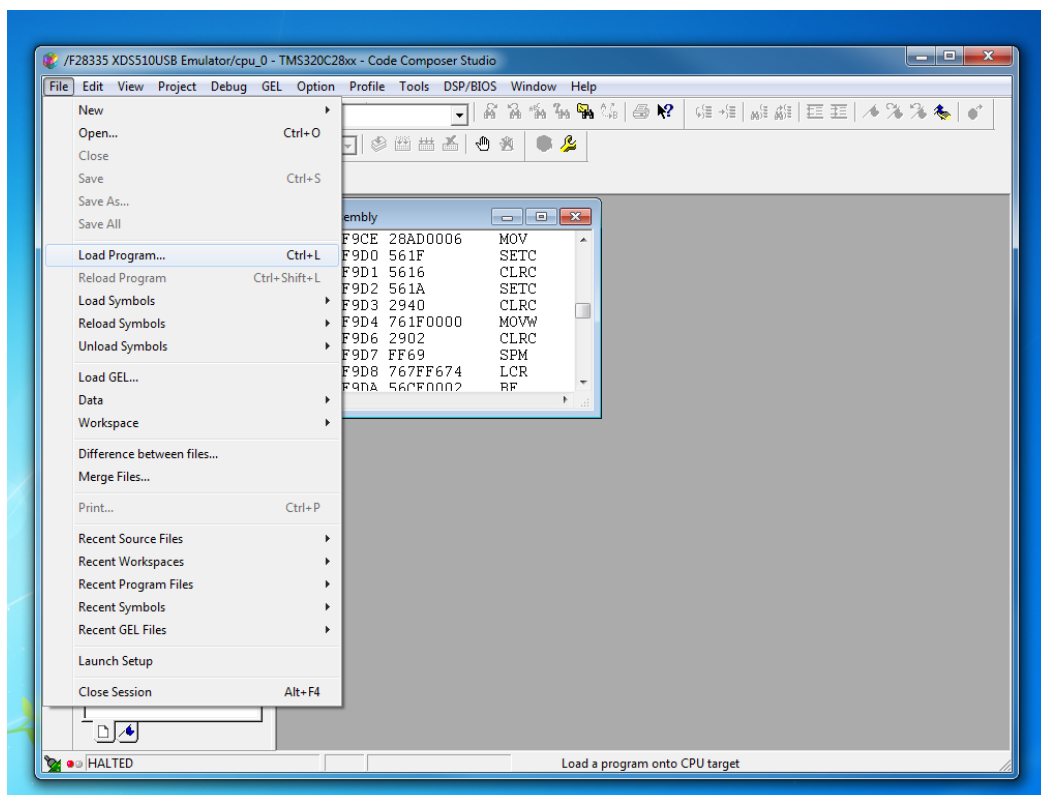 /F28335 XDS510USB Emulator/cpu_0 - TMS320C28xx - Code Composer Studio
File Edit View Project Debug GEL Option Profile Tools DSP/BIOS Window Help
New
Open... Ctrl+O
Close
Save Ctrl+S
Save As...
Save All
Load Program... Ctrl+L
Reload Program Ctrl+Shift+L
Load Symbols
Reload Symbols
Unload Symbols
Load GEL...
Data
Workspace
Difference between files...
Merge Files...
Print... Ctrl+P
Recent Source Files
Recent Workspaces
Recent Program Files
Recent Symbols
Recent GEL Files
Launch Setup
Close Session Alt+F4
embly
F9CE 28AD0006 MOV
F9D0 561F SETC
F9D1 5616 CLRC
F9D2 561A SETC
F9D3 2940 CLRC
F9D4 761F0000 MOVW
F9D6 2902 CLRC
F9D7 FF69 SPM
F9D8 767FF674 LCR
F9DA 56CF0002 BF
HALTED
Load a program onto CPU target